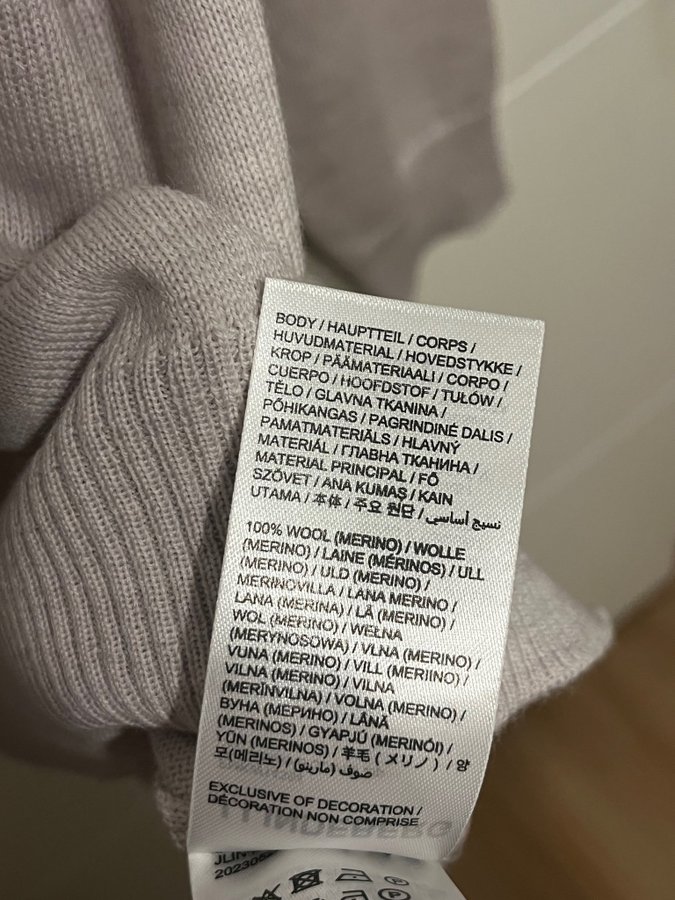 BODY / HAUPTTEIL / CORPS /
HUVUDMATERIAL / HOVEDSTYKKE /
KROP / PÄÄMATERIAALI / CORPO /
CUERPO / HOOFDSTOF / TUŁÓW /
TĚLO / GLAVNA TKANINA /
PÕHIKANGAS / PAGRINDINĖ DALIS /
PAMATMATERIĀLS / HLAVNÝ
MATERIÁL / ГЛАВНА ТКАНИНА /
MATERIAL PRINCIPAL / FŐ
SZÖVET / ANA KUMAŞ / KAIN
UTAMA / 本体 / 주요 원단 / نسيج أساسي
100% WOOL (MERINO) / WOLLE
(MERINO) / LAINE (MÉRINOS) / ULL
(MERINO) / ULD (MERINO) /
MERINOVILLA / LANA MERINO /
LANA (MERINA) / LÃ (MERINO) /
WOL (MERINO) / WEŁNA
(MERYNOSOWA) / VLNA (MERINO) /
VUNA (MERINO) / VILL (MERIINO) /
VILNA (MERINO) / VILNA
(MERĪNVILNA) / VOLNA (MERINO) /
ВУНА (МЕРИНО) / LÂNĂ
(MERINOS) / GYAPJÚ (MERINÓI) /
YÜN (MERINOS) / 羊毛 ( メリノ ) / 양
모(메리노) / صوف (مارينو)
EXCLUSIVE OF DECORATION /
DÉCORATION NON COMPRISE
JLIN
202306